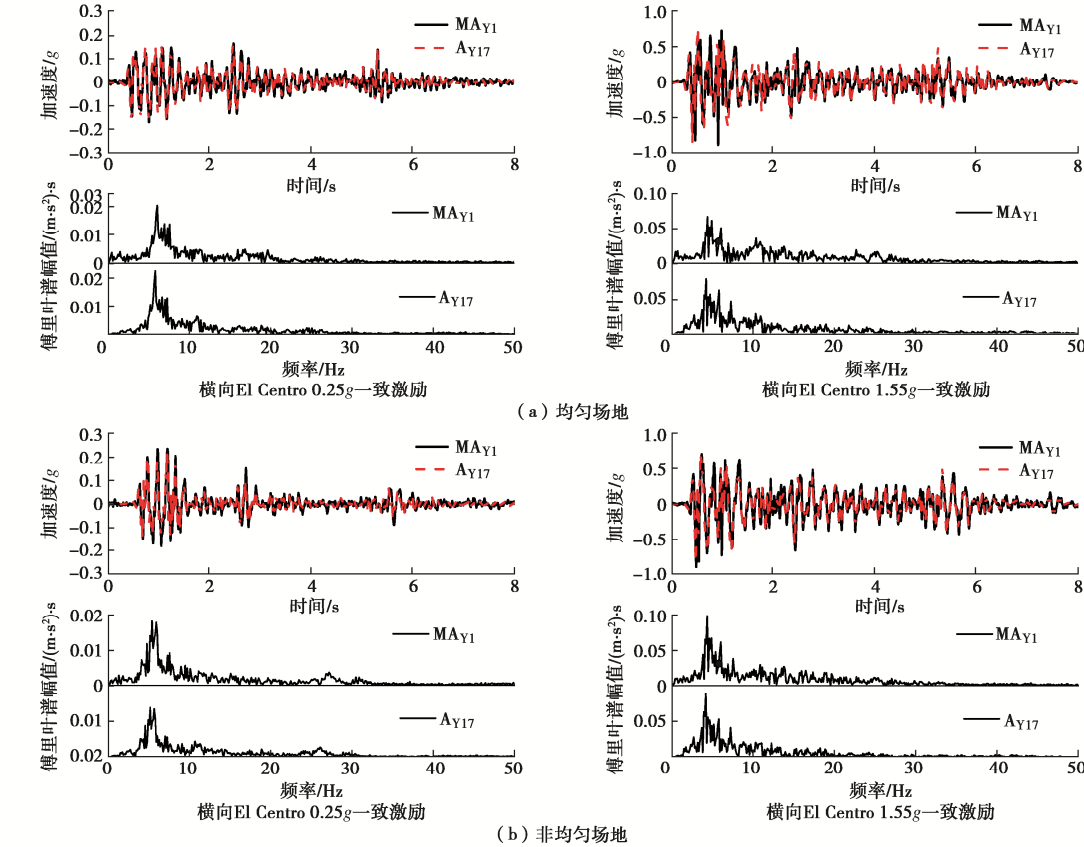 0.3
0.2
0.1
0
−0.1
−0.2
−0.3
加速度/g
MAY1
AY17
0 2 4 6 8
时间/s
0.03
0.02
0.01
0
0.02
0.01
傅里叶谱幅值/(m·s²)·s
MAY1
AY17
0 10 20 30 40 50
频率/Hz
横向El Centro 0.25g一致激励
1.0
0.5
0
−0.5
−1.0
加速度/g
MAY1
AY17
0 2 4 6 8
时间/s
0.10
0.05
0
0.05
傅里叶谱幅值/(m·s²)·s
MAY1
AY17
0 10 20 30 40 50
频率/Hz
横向El Centro 1.55g一致激励
(a)均匀场地
0.3
0.2
0.1
0
−0.1
−0.2
−0.3
加速度/g
MAY1
AY17
0 2 4 6 8
时间/s
0.02
0.01
0
0.01
0.02
傅里叶谱幅值/(m·s²)·s
MAY1
AY17
0 10 20 30 40 50
频率/Hz
横向El Centro 0.25g一致激励
1.0
0.5
0
−0.5
−1.0
加速度/g
MAY1
AY17
0 2 4 6 8
时间/s
0.10
0.05
0
0.05
傅里叶谱幅值/(m·s²)·s
MAY1
AY17
0 10 20 30 40 50
频率/Hz
横向El Centro 1.55g一致激励
(b)非均匀场地